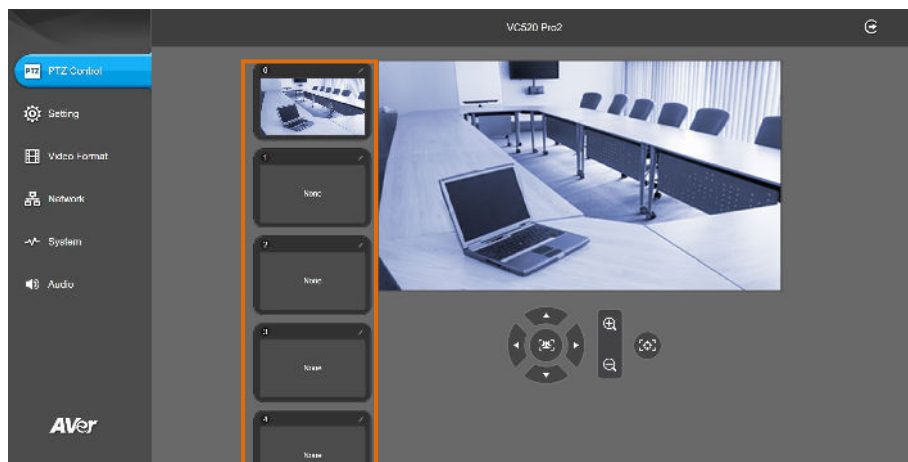 VC520 Pro2
PTZ PTZ Control
Setting
Video Format
Network
System
Audio
AVer
0
1
None
2
None
3
None
4
None